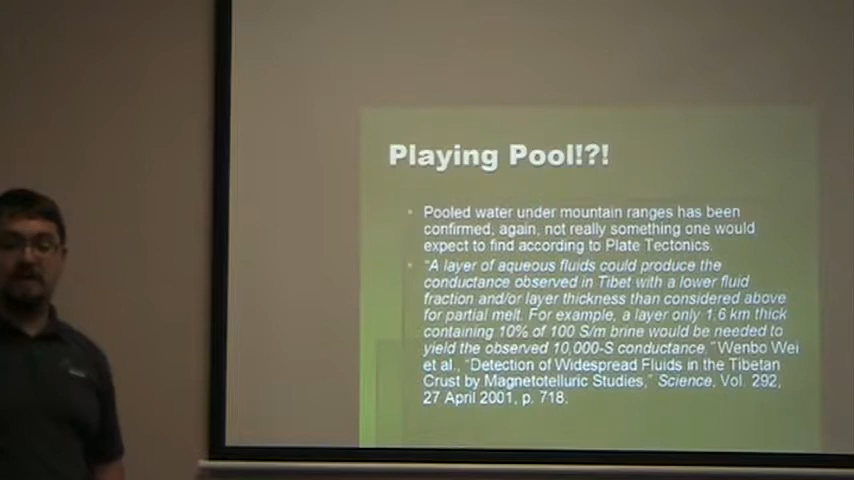 Playing Pool!?!
Pooled water under mountain ranges has been
confirmed, again, not really something one would
expect to find according to Plate Tectonics.
"A layer of aqueous fluids could produce the
conductance observed in Tibet with a lower fluid
fraction and/or layer thickness than considered above
for partial melt. For example, a layer only 1.6 km thick
containing 10% of 100 S/m brine would be needed to
yield the observed 10,000-S conductance." Wenbo Wei
et al., "Detection of Widespread Fluids in the Tibetan
Crust by Magnetotelluric Studies," Science, Vol. 292,
27 April 2001, p. 718.